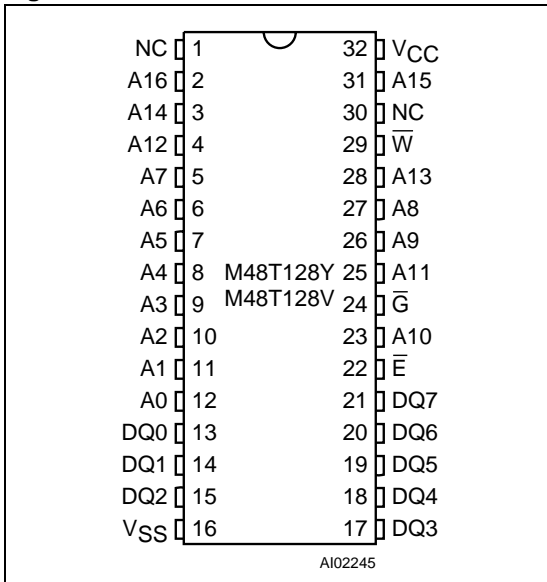 NC 1 32 VCC
A16 2 31 A15
A14 3 30 NC
A12 4 29 W̅
A7 5 28 A13
A6 6 27 A8
A5 7 26 A9
A4 8 M48T128Y 25 A11
A3 9 M48T128V 24 G̅
A2 10 23 A10
A1 11 22 E̅
A0 12 21 DQ7
DQ0 13 20 DQ6
DQ1 14 19 DQ5
DQ2 15 18 DQ4
VSS 16 17 DQ3
AI02245